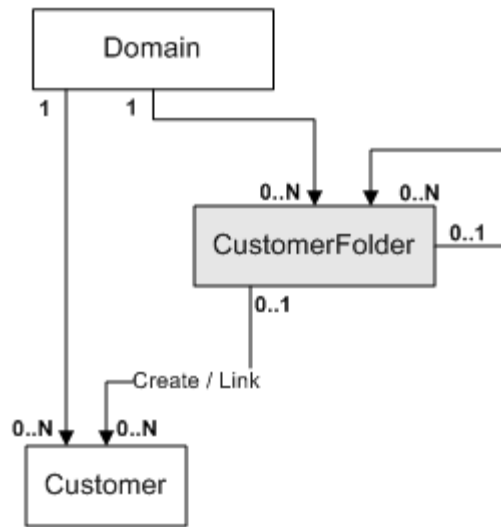 Domain
1
1
0..N
0..N
CustomerFolder
0..1
0..1
Create / Link
0..N
0..N
Customer